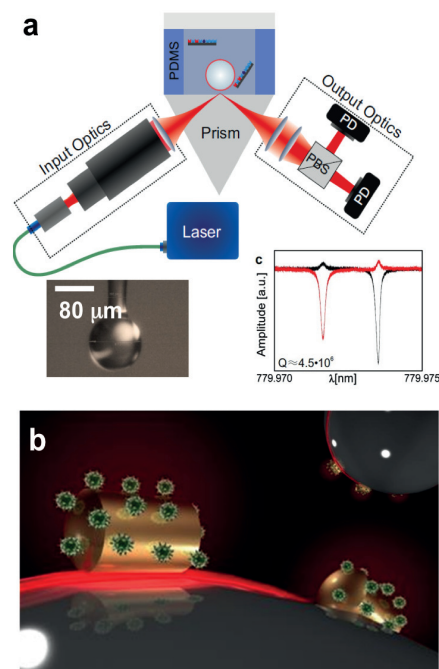 a
PDMS
Input Optics
Prism
Output Optics
PD
PBS
PD
Laser
80 μm
c
Amplitude [a.u.]
Q≈4.5•10⁶
779.970
λ[nm]
779.975
b